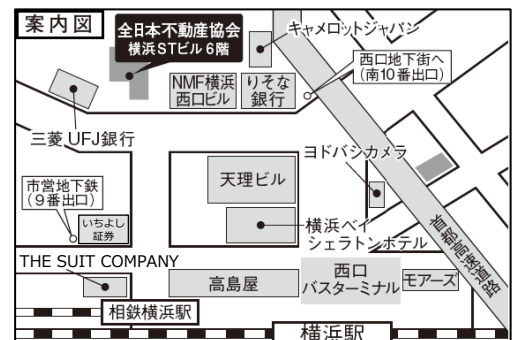 案内図
全日本不動産協会
横浜STビル 6階
キャメロットジャパン
西口地下街へ
(南10番出口)
NMF横浜
西口ビル
りそな
銀行
三菱UFJ銀行
ヨドバシカメラ
天理ビル
市営地下鉄
(9番出口)
いちよし
証券
横浜ベイ
シェラトンホテル
首都高速道路
THE SUIT COMPANY
高島屋
西口
バスターミナル
モアーズ
相鉄横浜駅
横浜駅